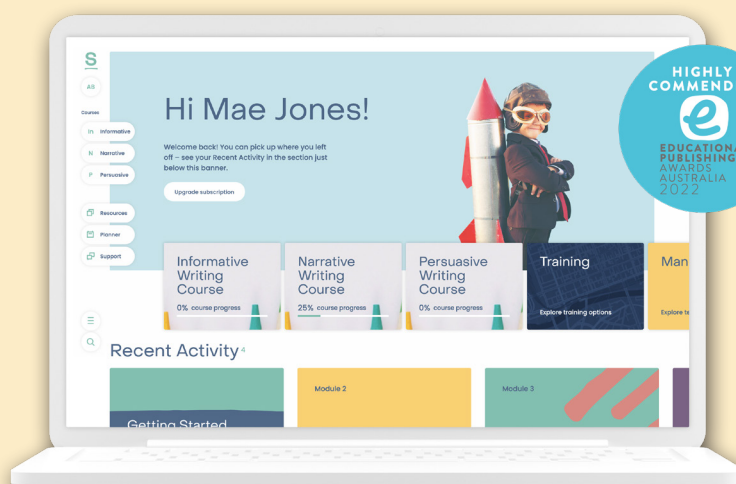 S
AB
Courses
In Informative
N Narrative
P Persuasive
Resources
Planner
Support
Hi Mae Jones!
Welcome back! You can pick up where you left
off – see your Recent Activity in the section just
below this banner.
Upgrade subscription
Informative
Writing
Course
0% course progress
Narrative
Writing
Course
25% course progress
Persuasive
Writing
Course
0% course progress
Training
Explore training options
Man
Explore te
Recent Activity 4
Getting Started
Module 2
Module 3
HIGHLY
COMMEND
e
EDUCATIONA
PUBLISHING
AWARDS
AUSTRALIA
2022